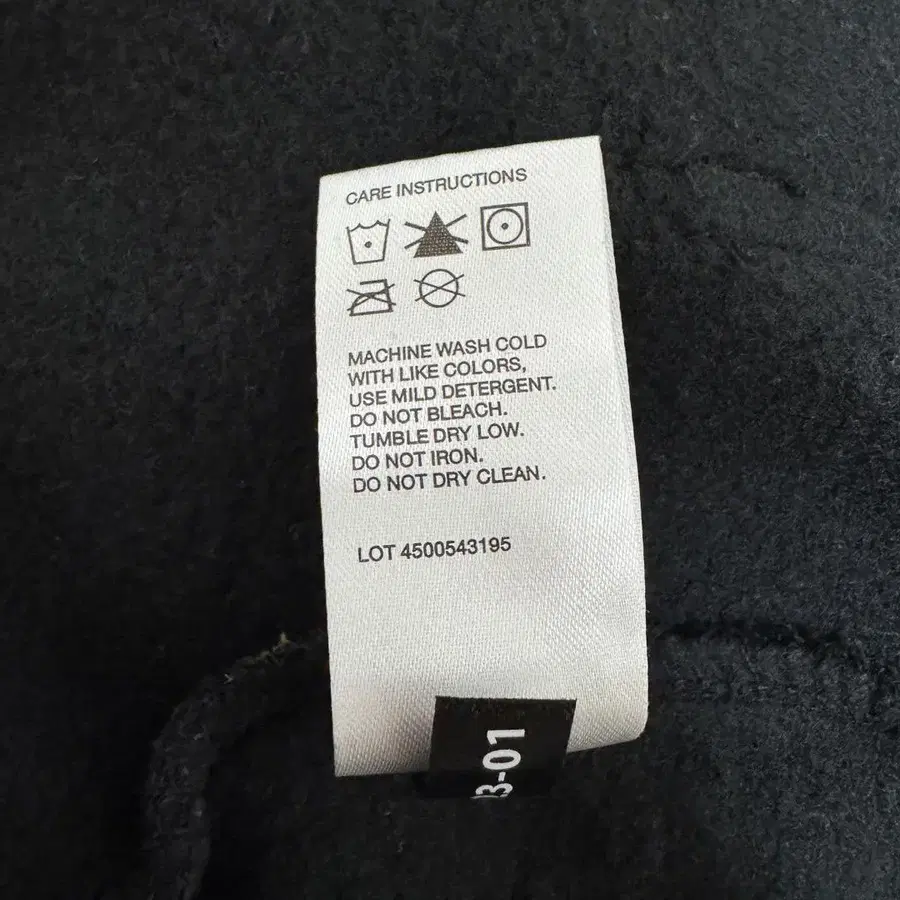 CARE INSTRUCTIONS
MACHINE WASH COLD
WITH LIKE COLORS,
USE MILD DETERGENT.
DO NOT BLEACH.
TUMBLE DRY LOW.
DO NOT IRON.
DO NOT DRY CLEAN.
LOT 4500543195
3-01